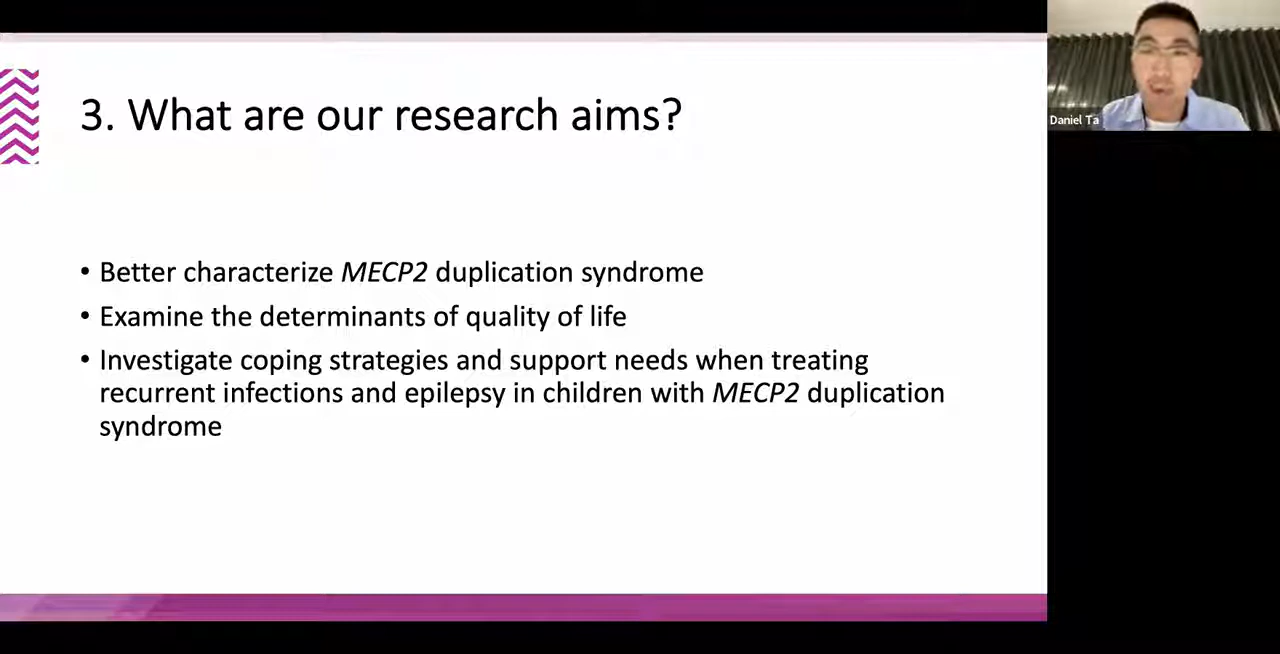 3. What are our research aims?
• Better characterize MECP2 duplication syndrome
• Examine the determinants of quality of life
• Investigate coping strategies and support needs when treating
recurrent infections and epilepsy in children with MECP2 duplication
syndrome
Daniel Ta